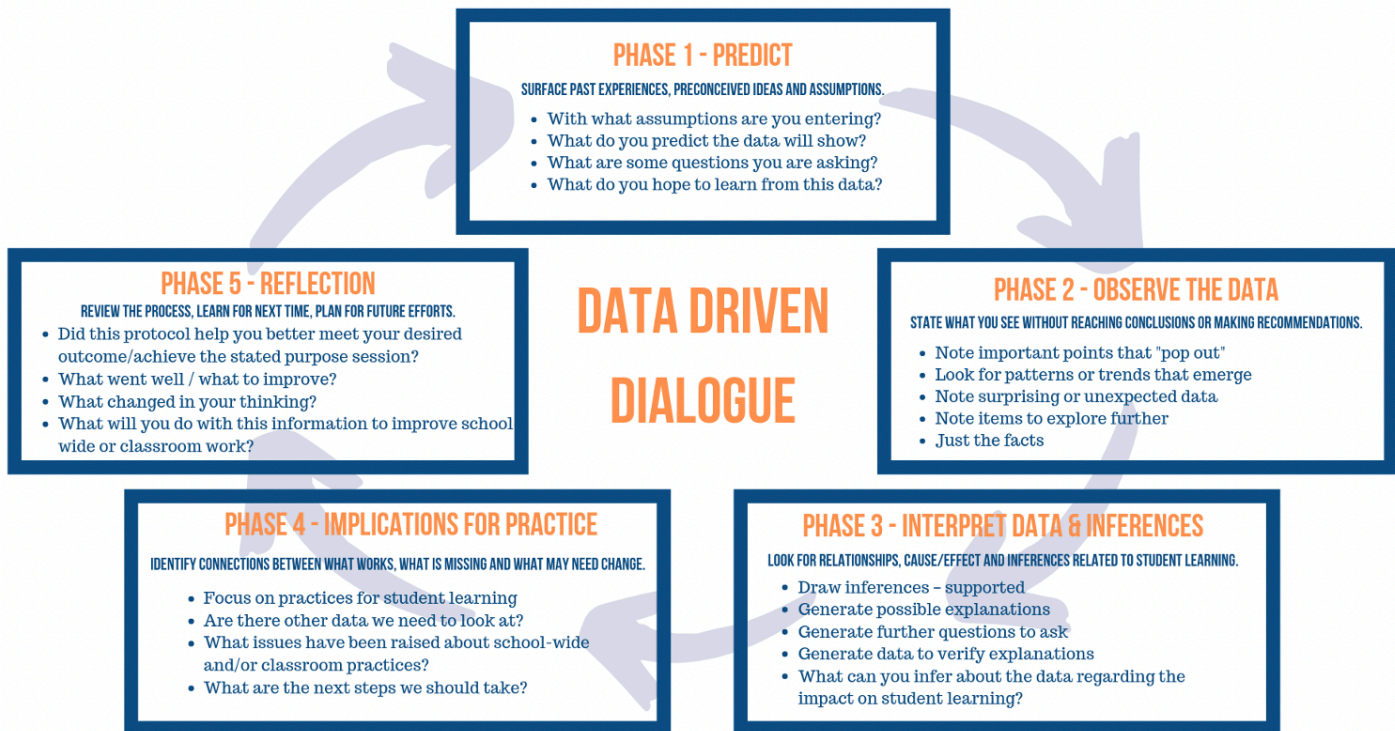 PHASE 1 - PREDICT
SURFACE PAST EXPERIENCES, PRECONCEIVED IDEAS AND ASSUMPTIONS.
• With what assumptions are you entering?
• What do you predict the data will show?
• What are some questions you are asking?
• What do you hope to learn from this data?
DATA DRIVEN
DIALOGUE
PHASE 2 - OBSERVE THE DATA
STATE WHAT YOU SEE WITHOUT REACHING CONCLUSIONS OR MAKING RECOMMENDATIONS.
• Note important points that "pop out"
• Look for patterns or trends that emerge
• Note surprising or unexpected data
• Note items to explore further
• Just the facts
PHASE 3 - INTERPRET DATA & INFERENCES
LOOK FOR RELATIONSHIPS, CAUSE/EFFECT AND INFERENCES RELATED TO STUDENT LEARNING.
• Draw inferences – supported
• Generate possible explanations
• Generate further questions to ask
• Generate data to verify explanations
• What can you infer about the data regarding the
impact on student learning?
PHASE 4 - IMPLICATIONS FOR PRACTICE
IDENTIFY CONNECTIONS BETWEEN WHAT WORKS, WHAT IS MISSING AND WHAT MAY NEED CHANGE.
• Focus on practices for student learning
• Are there other data we need to look at?
• What issues have been raised about school-wide
and/or classroom practices?
• What are the next steps we should take?
PHASE 5 - REFLECTION
REVIEW THE PROCESS, LEARN FOR NEXT TIME, PLAN FOR FUTURE EFFORTS.
• Did this protocol help you better meet your desired
outcome/achieve the stated purpose session?
• What went well / what to improve?
• What changed in your thinking?
• What will you do with this information to improve school
wide or classroom work?